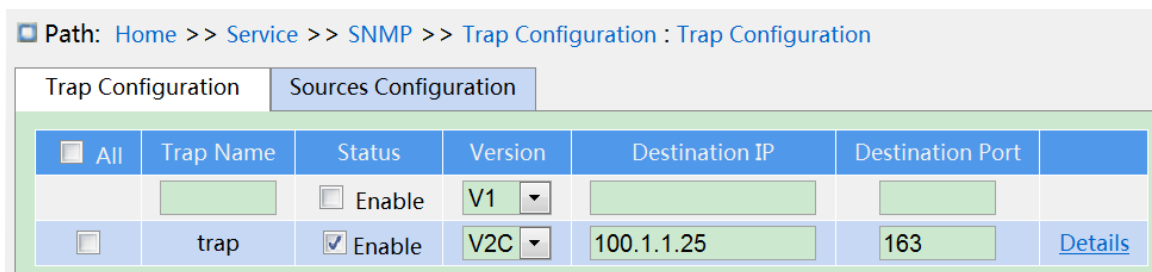 Path: Home >> Service >> SNMP >> Trap Configuration : Trap Configuration
Trap Configuration Sources Configuration
All Trap Name Status Version Destination IP Destination Port
Enable V1
trap Enable V2C 100.1.1.25 163 Details